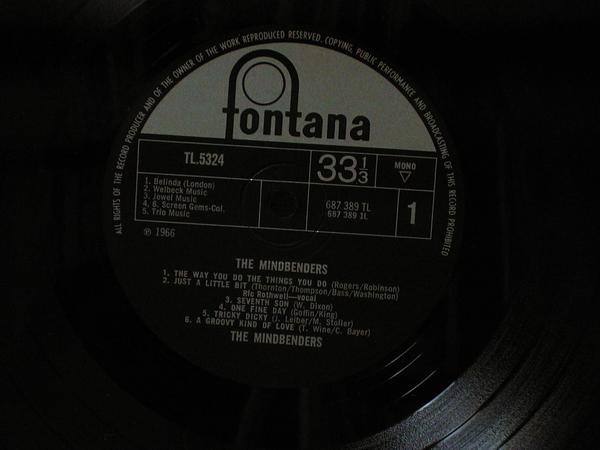 ALL RIGHTS OF THE RECORD PRODUCER AND OF THE OWNER OF THE WORK REPRODUCED RESERVED. COPYING, PUBLIC PERFORMANCE AND BROADCASTING OF THIS RECORD PROHIBITED
fontana
TL.5324
33 1/3
MONO
1. Belinda (London)
2. Welbeck Music
3. Jewel Music
4. 6. Screen Gems-Col.
5. Trio Music
687 389 TL
687 389 1L
1
℗ 1966
THE MINDBENDERS
1. THE WAY YOU DO THE THINGS YOU DO (Rogers/Robinson)
2. JUST A LITTLE BIT (Thornton/Thompson/Bass/Washington)
Ric Rothwell—vocal
3. SEVENTH SON (W. Dixon)
4. ONE FINE DAY (Goffin/King)
5. TRICKY DICKY (J. Leiber/M. Stoller)
6. A GROOVY KIND OF LOVE (T. Wine/C. Bayer)
THE MINDBENDERS